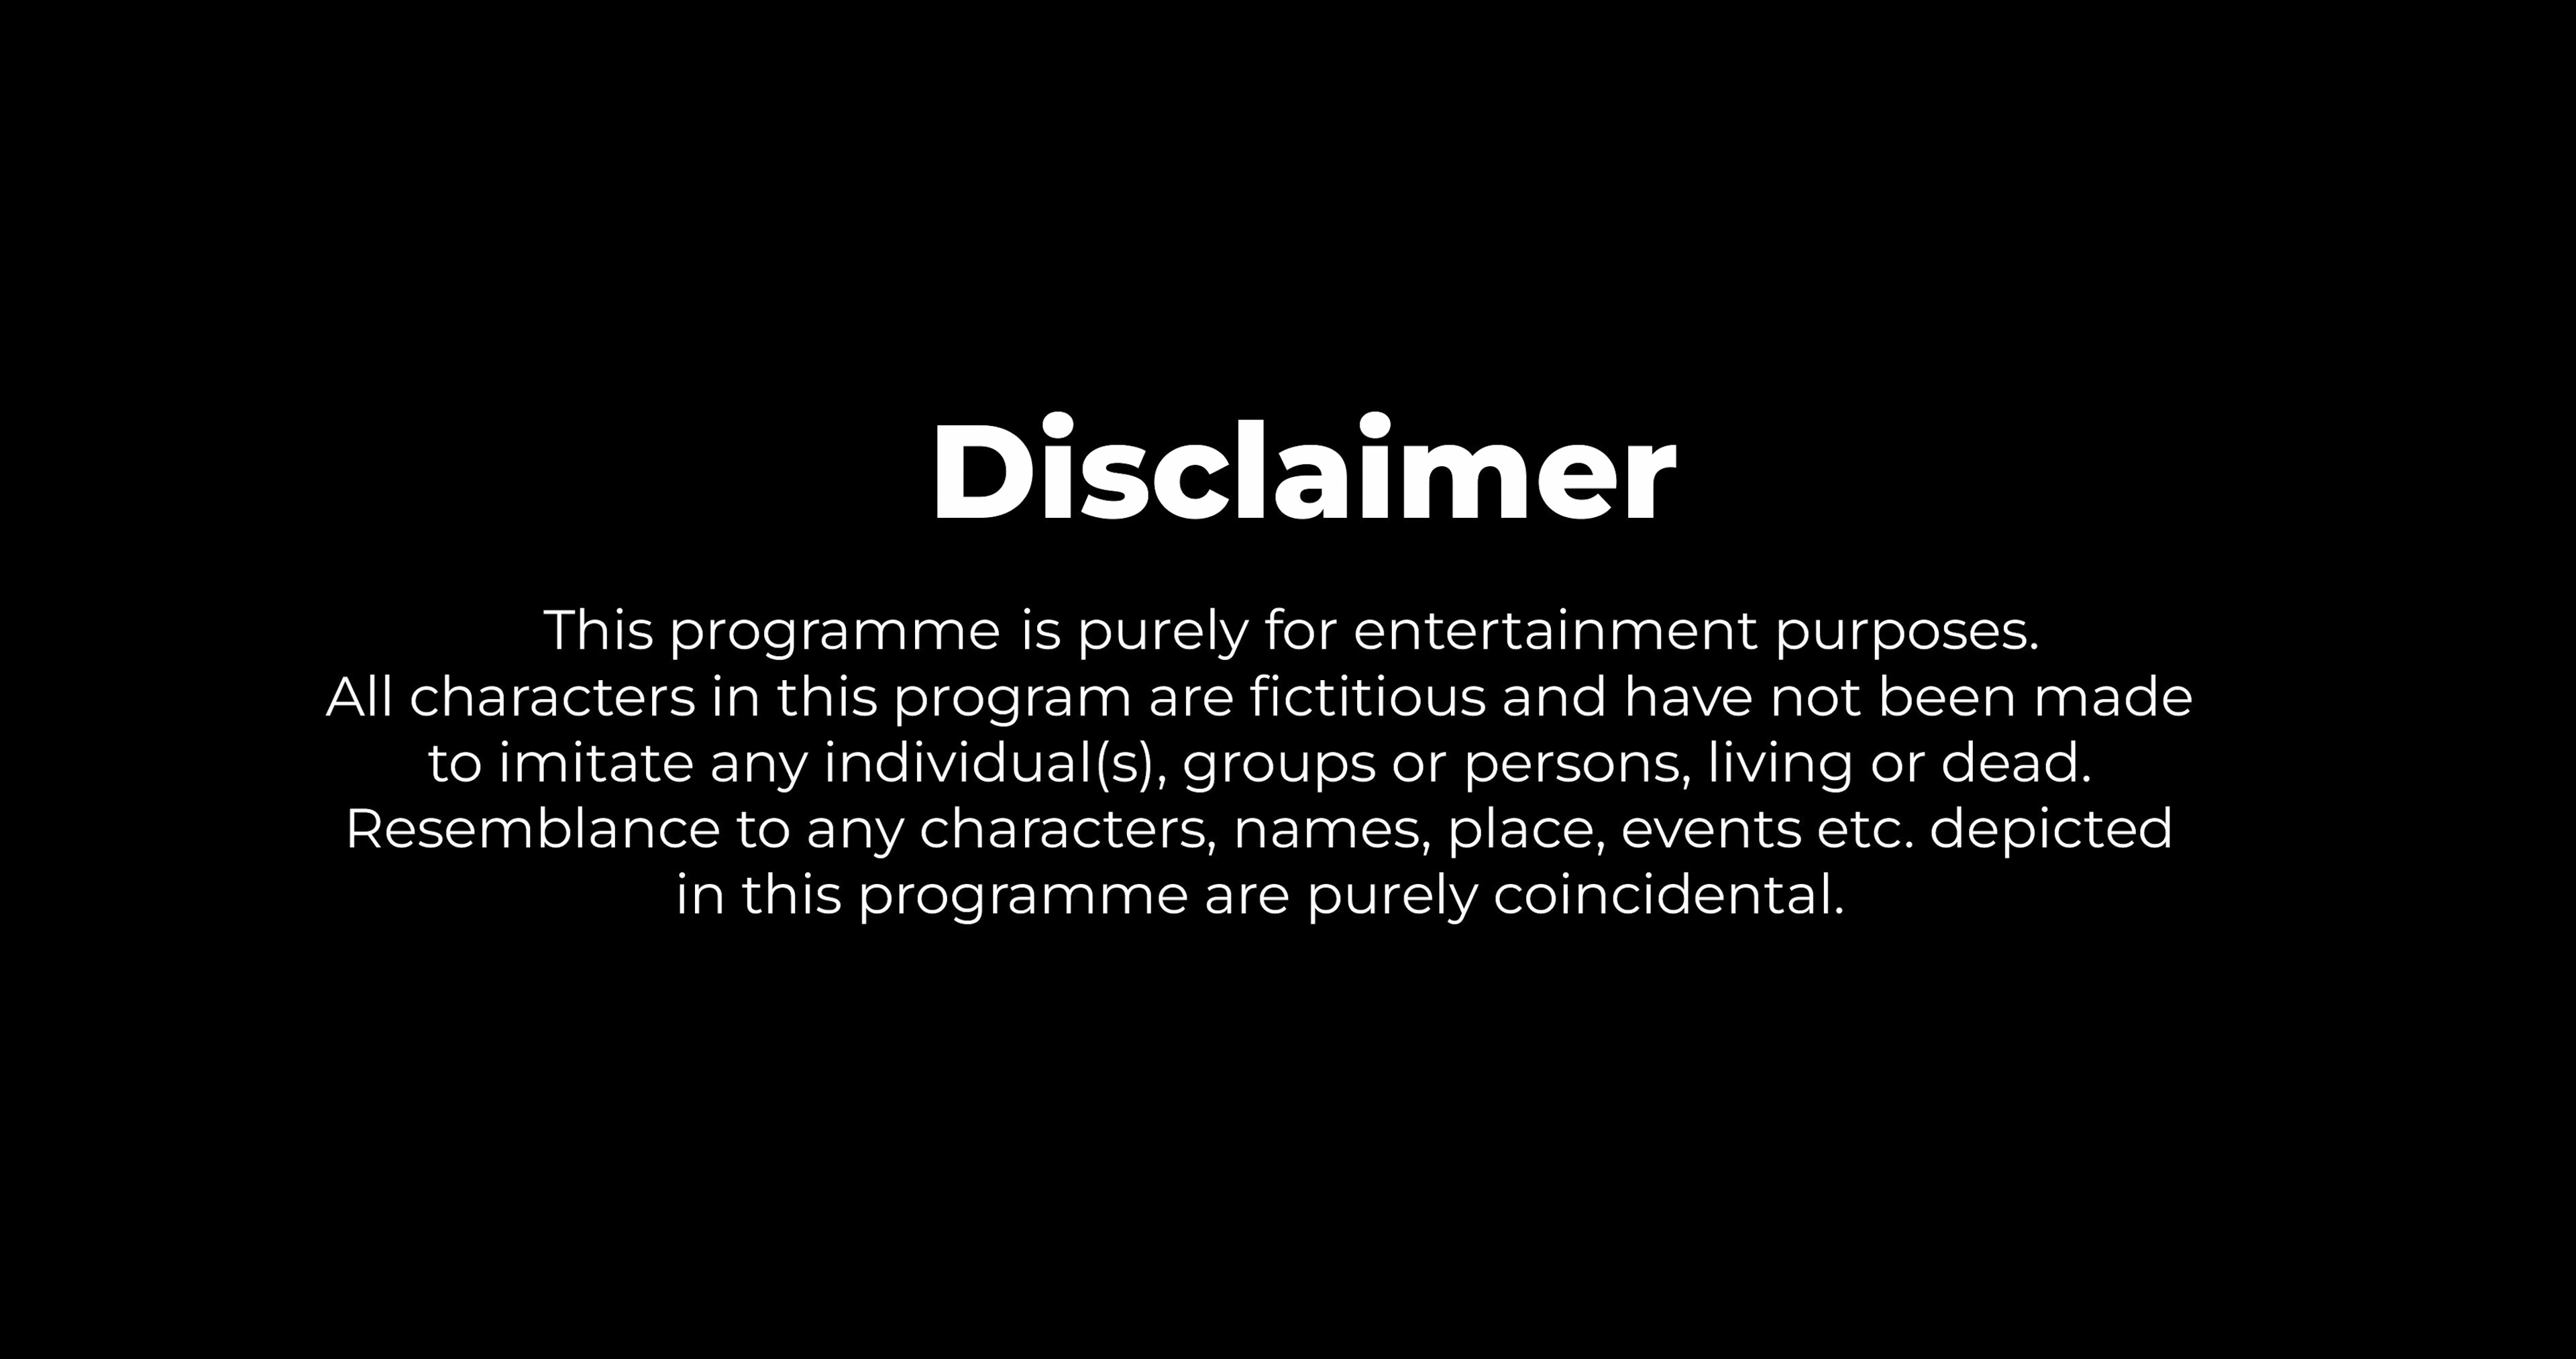 Disclaimer
This programme is purely for entertainment purposes.
All characters in this program are fictitious and have not been made
to imitate any individual(s), groups or persons, living or dead.
Resemblance to any characters, names, place, events etc. depicted
in this programme are purely coincidental.